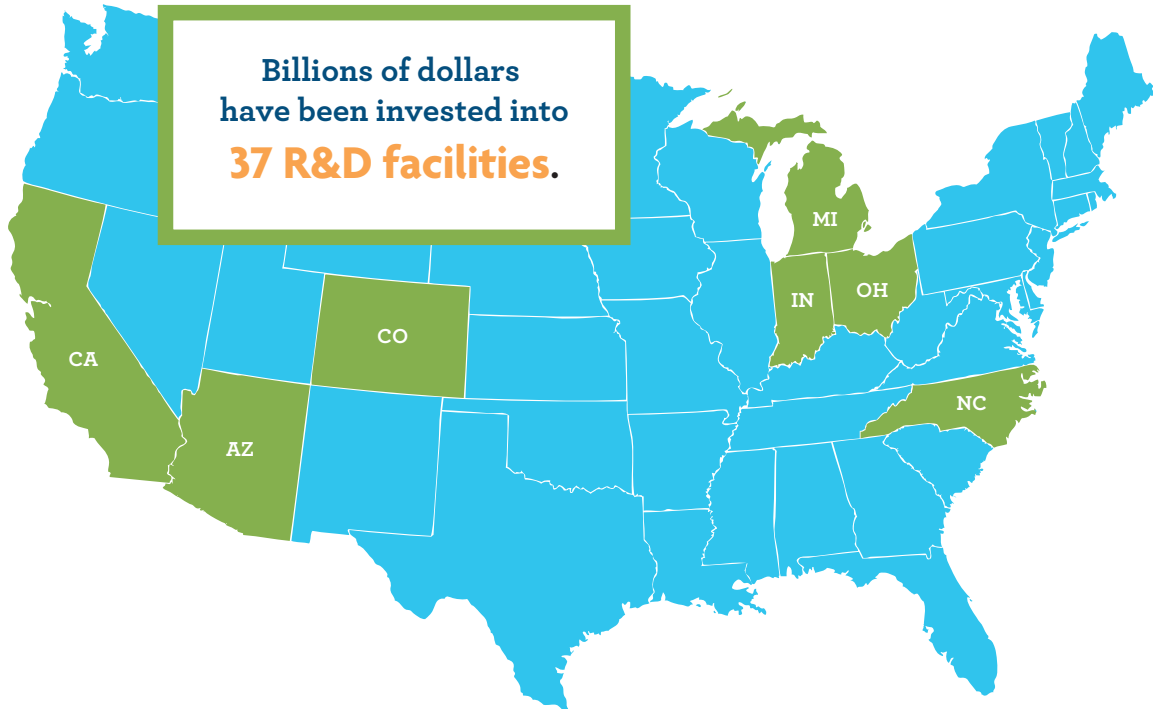 Billions of dollars
have been invested into
37 R&D facilities.
MI
IN
OH
CO
CA
NC
AZ